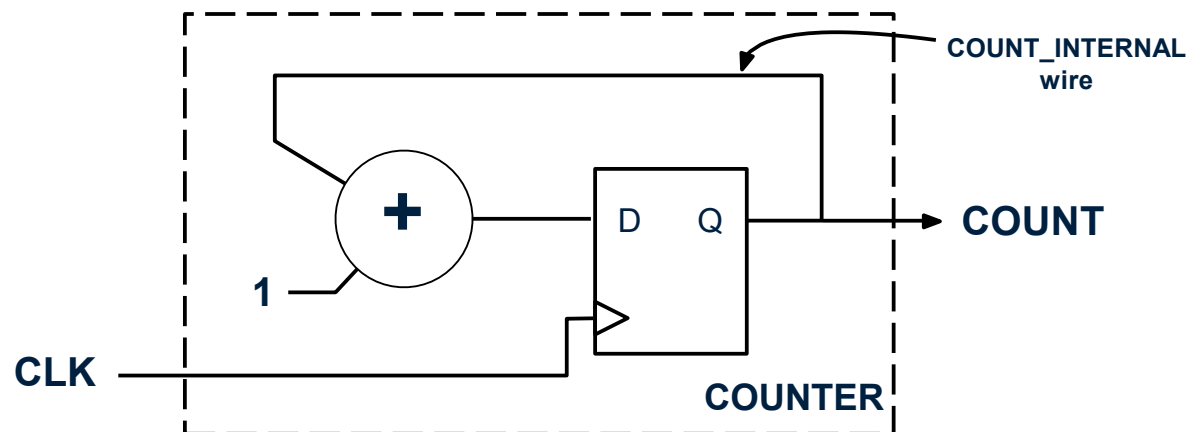 COUNT_INTERNAL
wire
+
D Q
COUNT
1
CLK
COUNTER